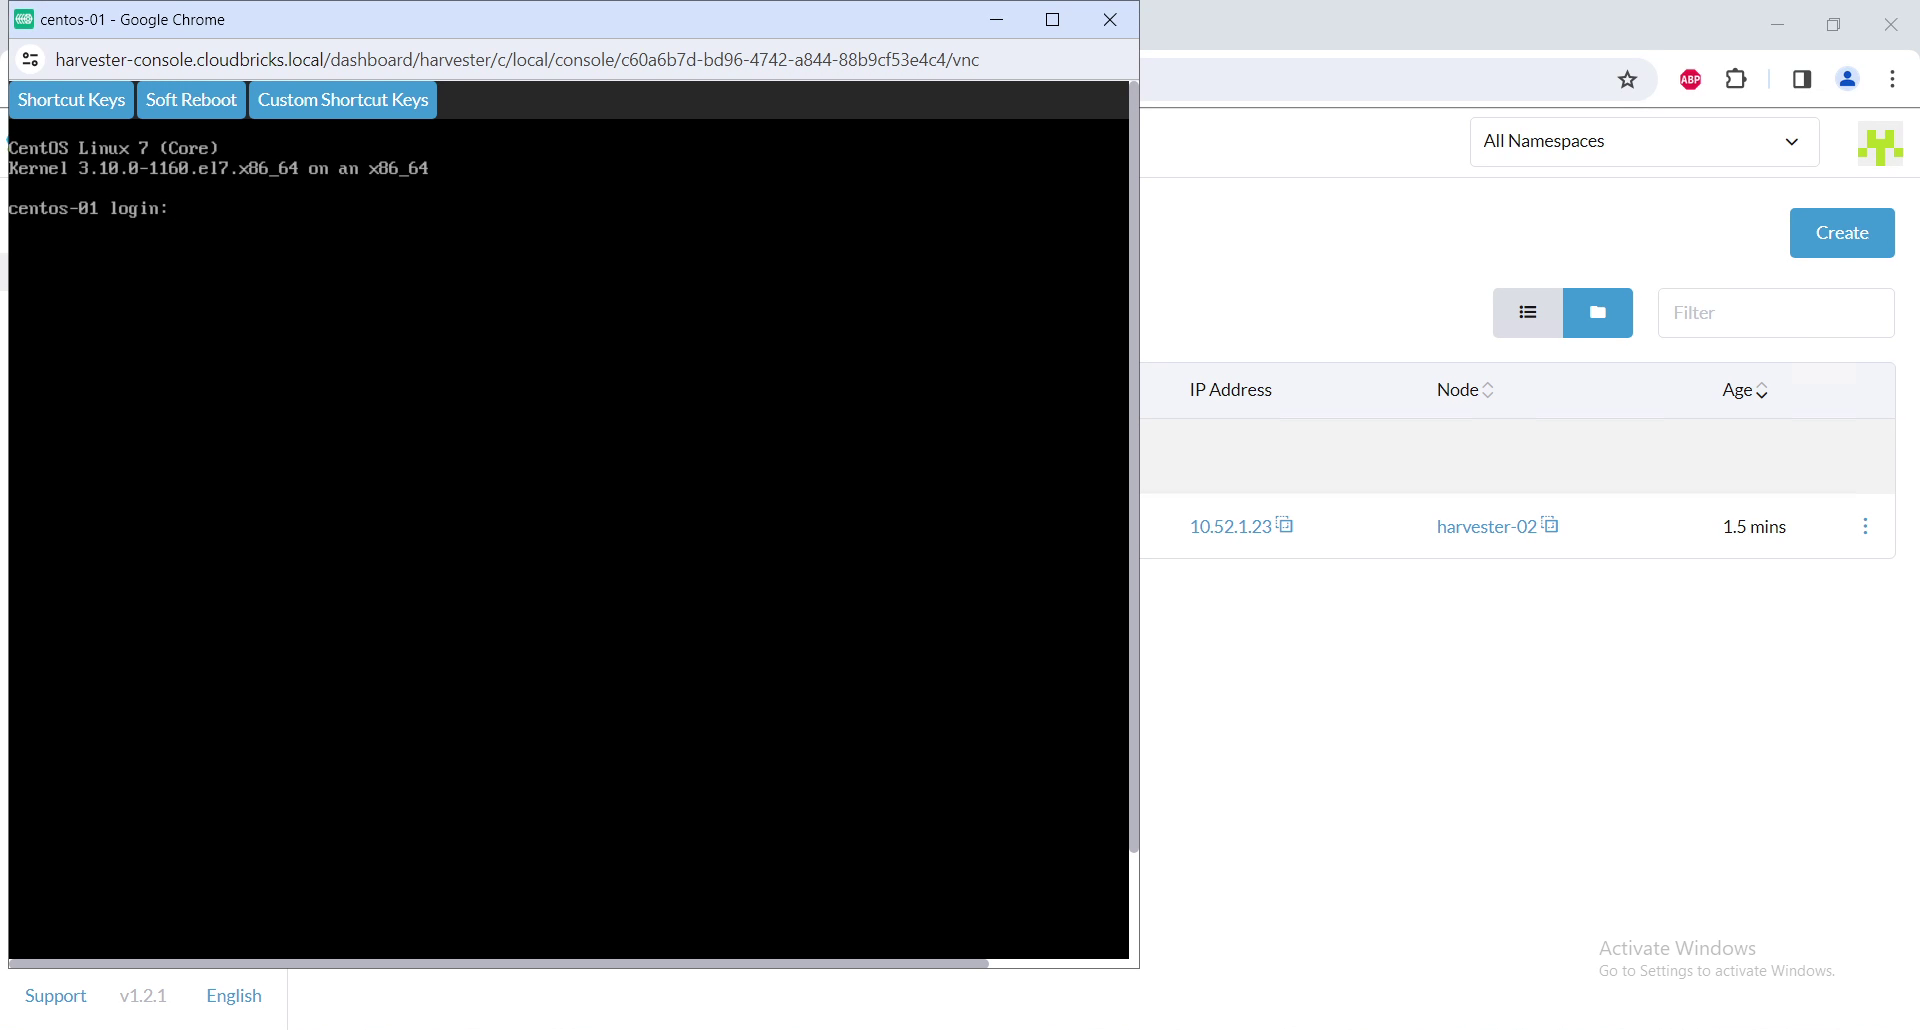 centos-01 - Google Chrome
harvester-console.cloudbricks.local/dashboard/harvester/c/local/console/c60a6b7d-bd96-4742-a844-88b9cf53e4c4/vnc
Shortcut Keys Soft Reboot Custom Shortcut Keys
CentOS Linux 7 (Core)
Kernel 3.10.0-1160.el7.x86_64 on an x86_64
centos-01 login:
ABP
All Namespaces
Create
Filter
IP Address Node Age
10.52.1.23 harvester-02 1.5 mins
Activate Windows
Go to Settings to activate Windows.
Support v1.2.1 English